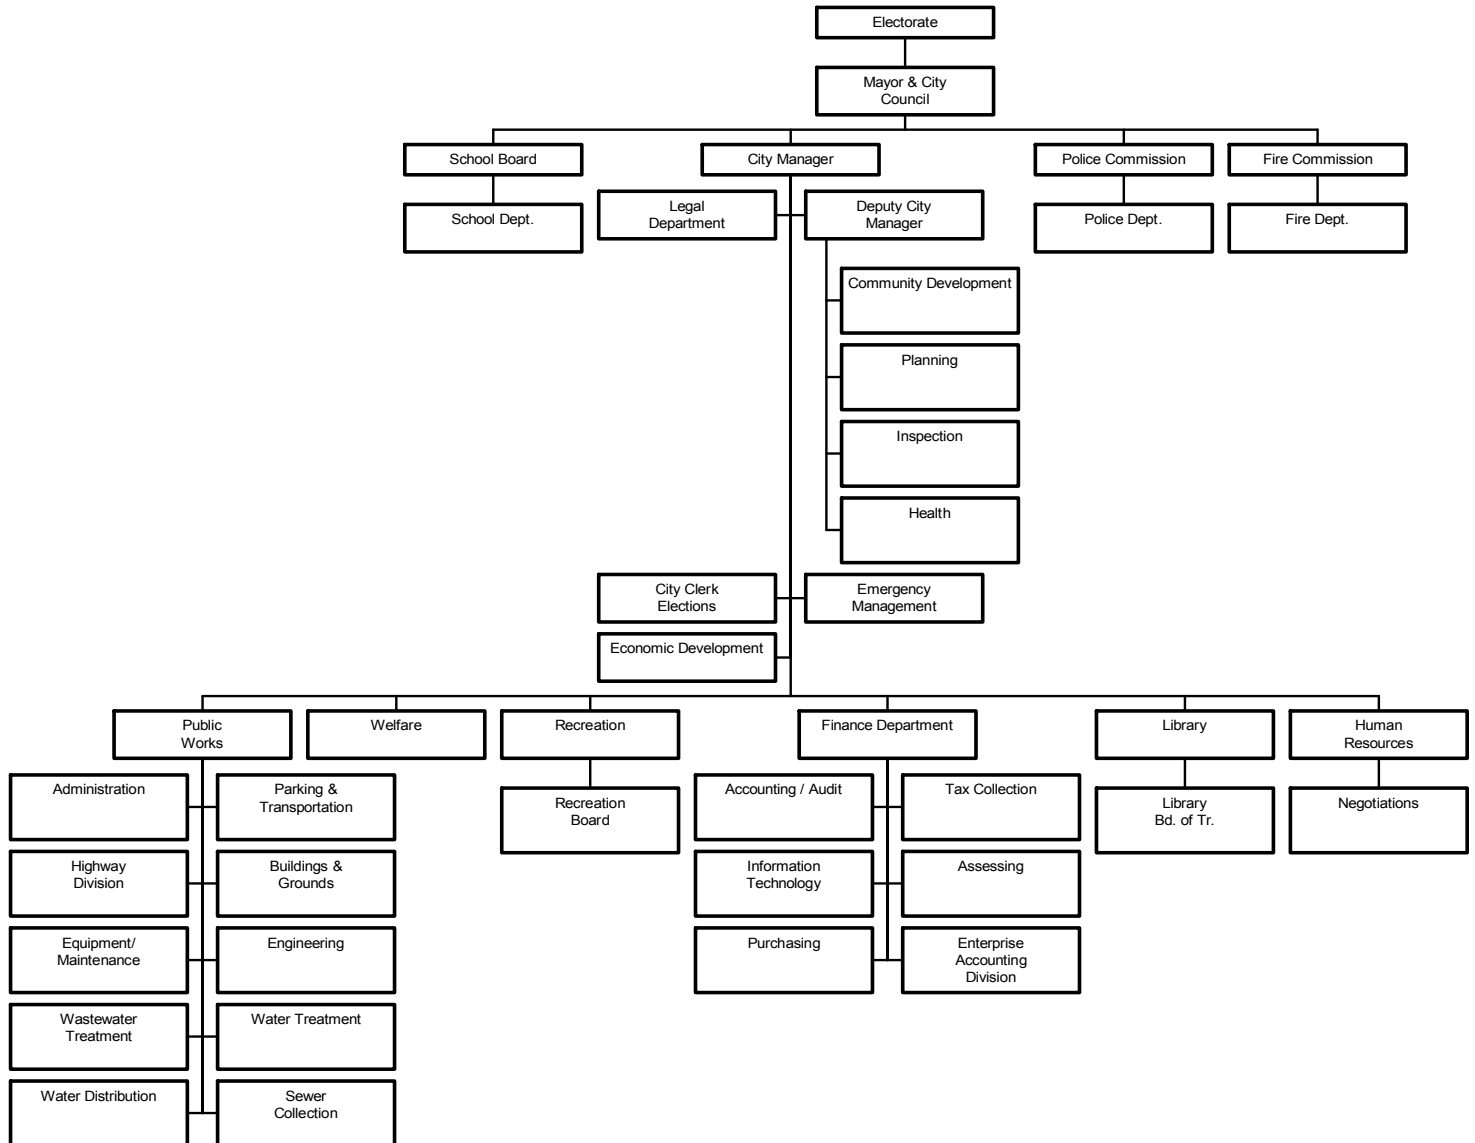 Electorate
Mayor & City
Council
School Board
City Manager
Police Commission
Fire Commission
School Dept.
Legal
Department
Deputy City
Manager
Police Dept.
Fire Dept.
Community Development
Planning
Inspection
Health
City Clerk
Elections
Emergency
Management
Economic Development
Public
Works
Welfare
Recreation
Finance Department
Library
Human
Resources
Administration
Parking &
Transportation
Recreation
Board
Accounting / Audit
Tax Collection
Library
Bd. of Tr.
Negotiations
Highway
Division
Buildings &
Grounds
Information
Technology
Assessing
Equipment/
Maintenance
Engineering
Purchasing
Enterprise
Accounting
Division
Wastewater
Treatment
Water Treatment
Water Distribution
Sewer
Collection